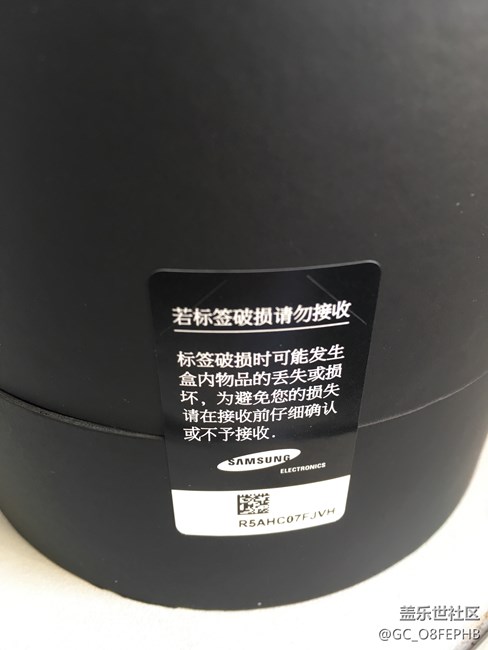 若标签破损请勿接收
标签破损时可能发生
盒内物品的丢失或损
坏，为避免您的损失
请在接收前仔细确认
或不予接收.
SAMSUNG
ELECTRONICS
R5AHC07FJVH
盖乐世社区
@GC_O8FEPHB